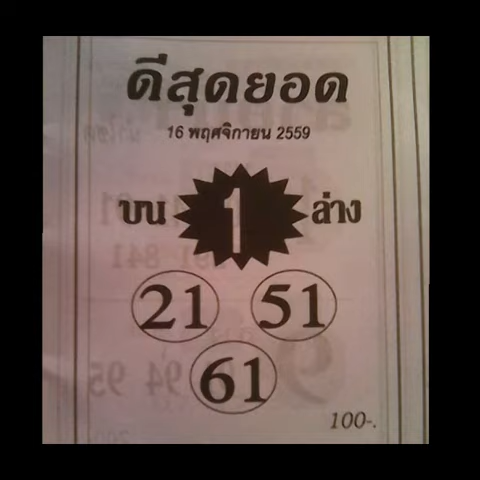 ดีสุดยอด
16 พฤศจิกายน 2559
บน 1 ล่าง
21 51
61
100-.